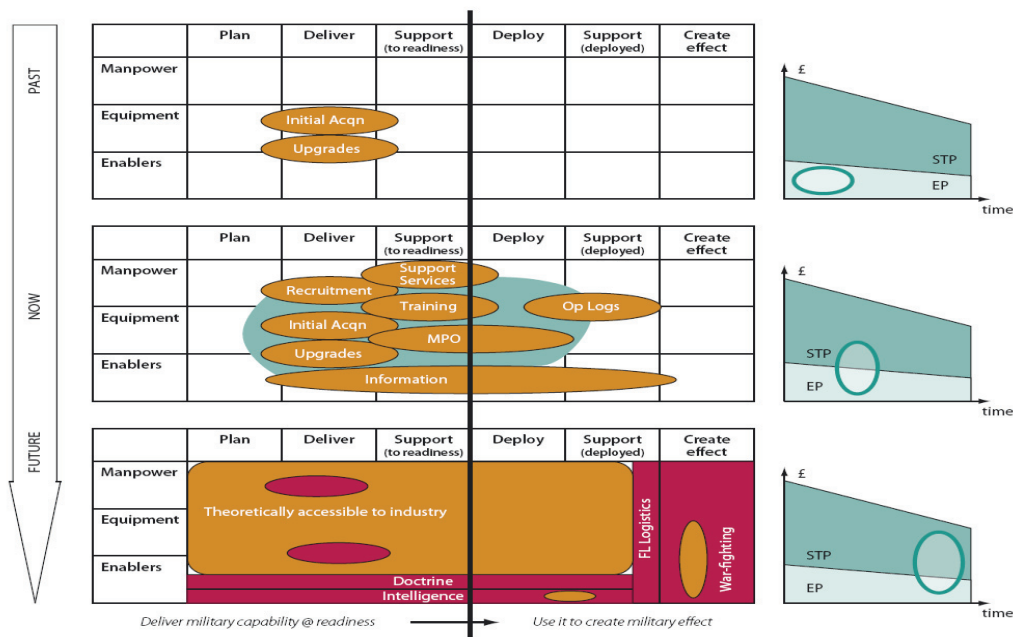 PAST
NOW
FUTURE
Plan
Deliver
Support
(to readiness)
Deploy
Support
(deployed)
Create
effect
Manpower
Equipment
Enablers
Initial Acqn
Upgrades
£
STP
EP
time
Plan
Deliver
Support
(to readiness)
Deploy
Support
(deployed)
Create
effect
Manpower
Equipment
Enablers
Support
Services
Recruitment
Training
Op Logs
Initial Acqn
MPO
Upgrades
Information
£
STP
EP
time
Plan
Deliver
Support
(to readiness)
Deploy
Support
(deployed)
Create
effect
Manpower
Equipment
Enablers
Theoretically accessible to industry
FL Logistics
War-fighting
Doctrine
Intelligence
£
STP
EP
time
Deliver military capability @ readiness
Use it to create military effect